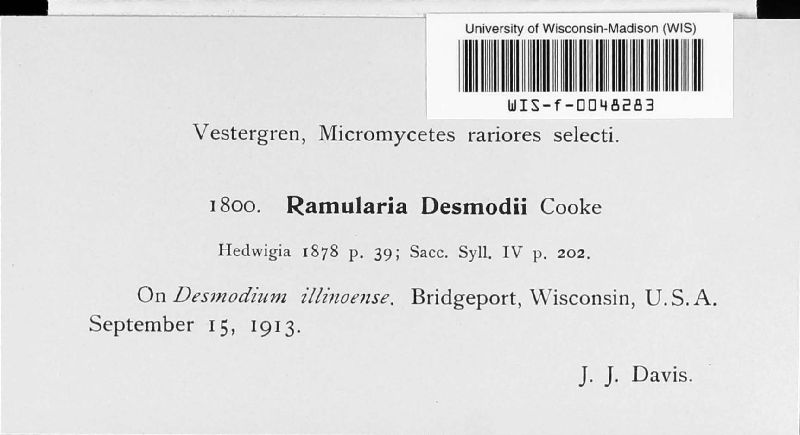 University of Wisconsin-Madison (WIS)
WIS-f-0048283
Vestergren, Micromycetes rariores selecti.
1800. Ramularia Desmodii Cooke
Hedwigia 1878 p. 39; Sacc. Syll. IV p. 202.
On Desmodium illinoense. Bridgeport, Wisconsin, U.S.A.
September 15, 1913.
J. J. Davis.